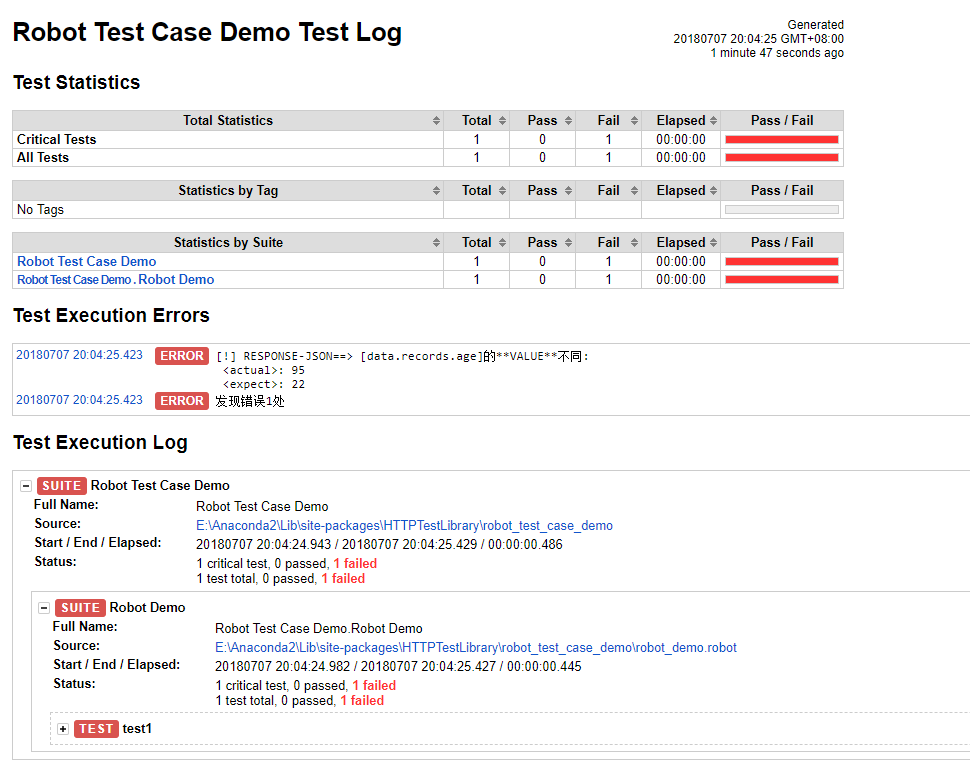 Robot Test Case Demo Test Log
Generated
20180707 20:04:25 GMT+08:00
1 minute 47 seconds ago
Test Statistics
Total Statistics Total Pass Fail Elapsed Pass / Fail
Critical Tests 1 0 1 00:00:00
All Tests 1 0 1 00:00:00
Statistics by Tag Total Pass Fail Elapsed Pass / Fail
No Tags
Statistics by Suite Total Pass Fail Elapsed Pass / Fail
Robot Test Case Demo 1 0 1 00:00:00
Robot Test Case Demo . Robot Demo 1 0 1 00:00:00
Test Execution Errors
20180707 20:04:25.423 ERROR [!] RESPONSE-JSON==> [data.records.age]的**VALUE**不同:
<actual>: 95
<expect>: 22
20180707 20:04:25.423 ERROR 发现错误1处
Test Execution Log
SUITE Robot Test Case Demo
Full Name: Robot Test Case Demo
Source: E:\Anaconda2\Lib\site-packages\HTTPTestLibrary\robot_test_case_demo
Start / End / Elapsed: 20180707 20:04:24.943 / 20180707 20:04:25.429 / 00:00:00.486
Status: 1 critical test, 0 passed, 1 failed
1 test total, 0 passed, 1 failed
SUITE Robot Demo
Full Name: Robot Test Case Demo.Robot Demo
Source: E:\Anaconda2\Lib\site-packages\HTTPTestLibrary\robot_test_case_demo\robot_demo.robot
Start / End / Elapsed: 20180707 20:04:24.982 / 20180707 20:04:25.427 / 00:00:00.445
Status: 1 critical test, 0 passed, 1 failed
1 test total, 0 passed, 1 failed
TEST test1